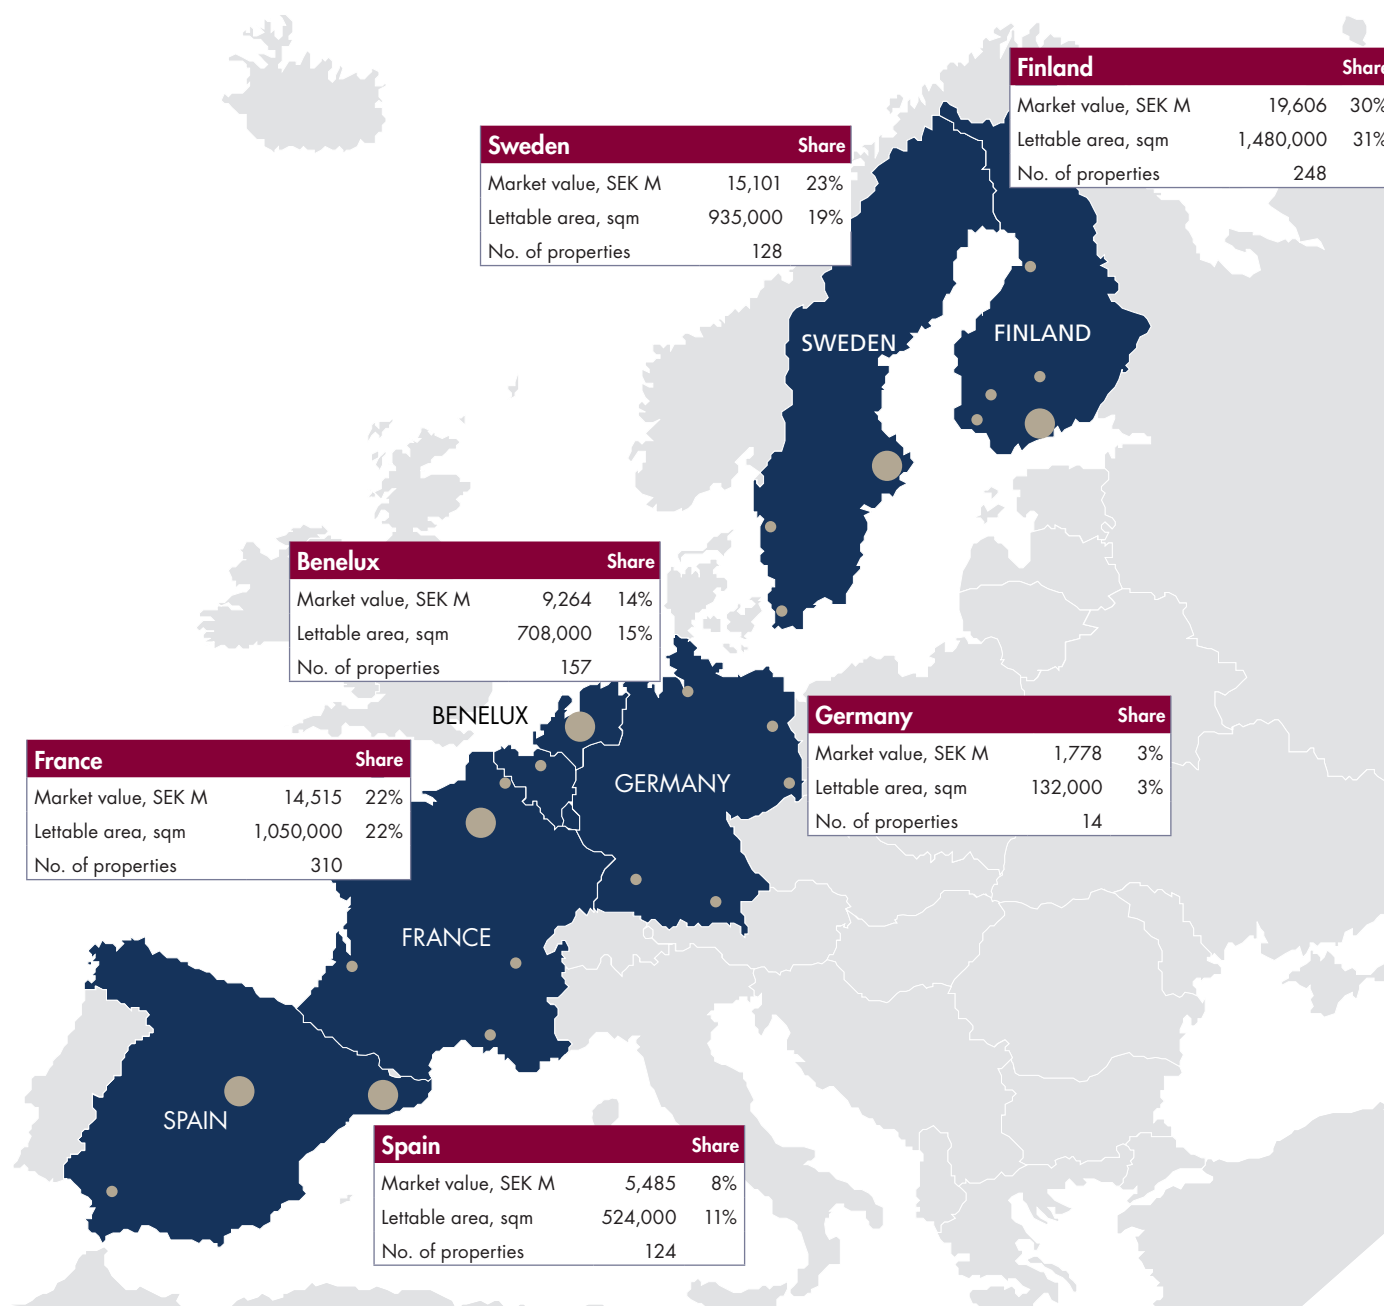 Finland Share
Market value, SEK M 19,606 30%
Lettable area, sqm 1,480,000 31%
No. of properties 248
Sweden Share
Market value, SEK M 15,101 23%
Lettable area, sqm 935,000 19%
No. of properties 128
SWEDEN
FINLAND
Benelux Share
Market value, SEK M 9,264 14%
Lettable area, sqm 708,000 15%
No. of properties 157
BENELUX
Germany Share
Market value, SEK M 1,778 3%
Lettable area, sqm 132,000 3%
No. of properties 14
GERMANY
France Share
Market value, SEK M 14,515 22%
Lettable area, sqm 1,050,000 22%
No. of properties 310
FRANCE
SPAIN
Spain Share
Market value, SEK M 5,485 8%
Lettable area, sqm 524,000 11%
No. of properties 124